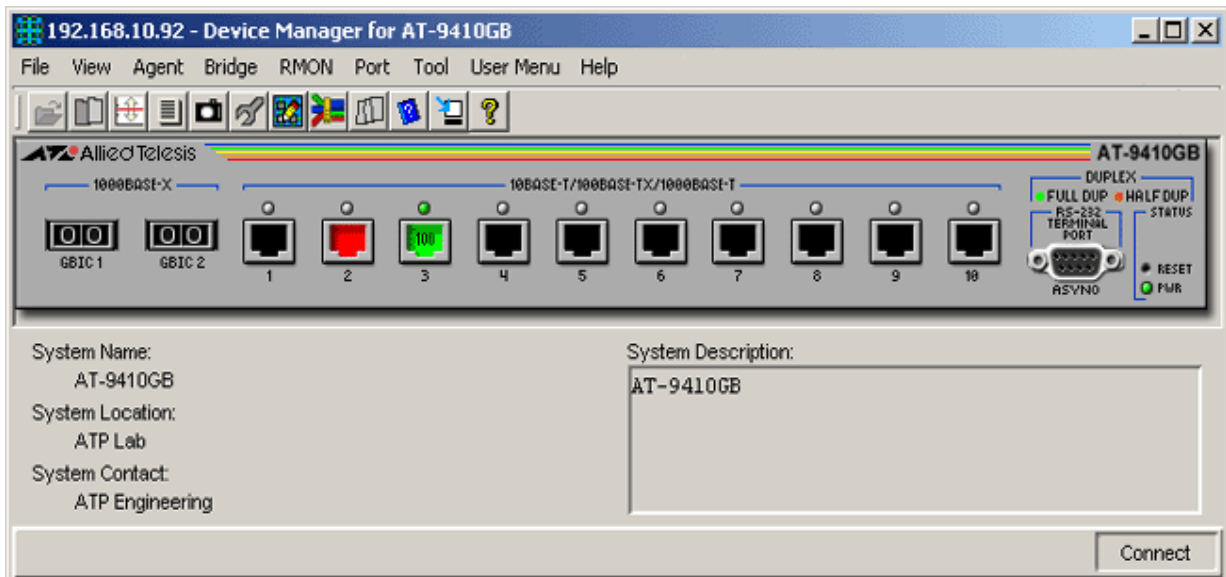 192.168.10.92 - Device Manager for AT-9410GB
File View Agent Bridge RMON Port Tool User Menu Help
Allied Telesis
AT-9410GB
1000BASE-X
10BASE-T/100BASE-TX/1000BASE-T
DUPLEX
FULL DUP HALF DUP
RS-232 TERMINAL PORT
STATUS
GBIC 1 GBIC 2
100
1 2 3 4 5 6 7 8 9 10
RESET
ASYN0
PWR
System Name:
AT-9410GB
System Location:
ATP Lab
System Contact:
ATP Engineering
System Description:
AT-9410GB
Connect